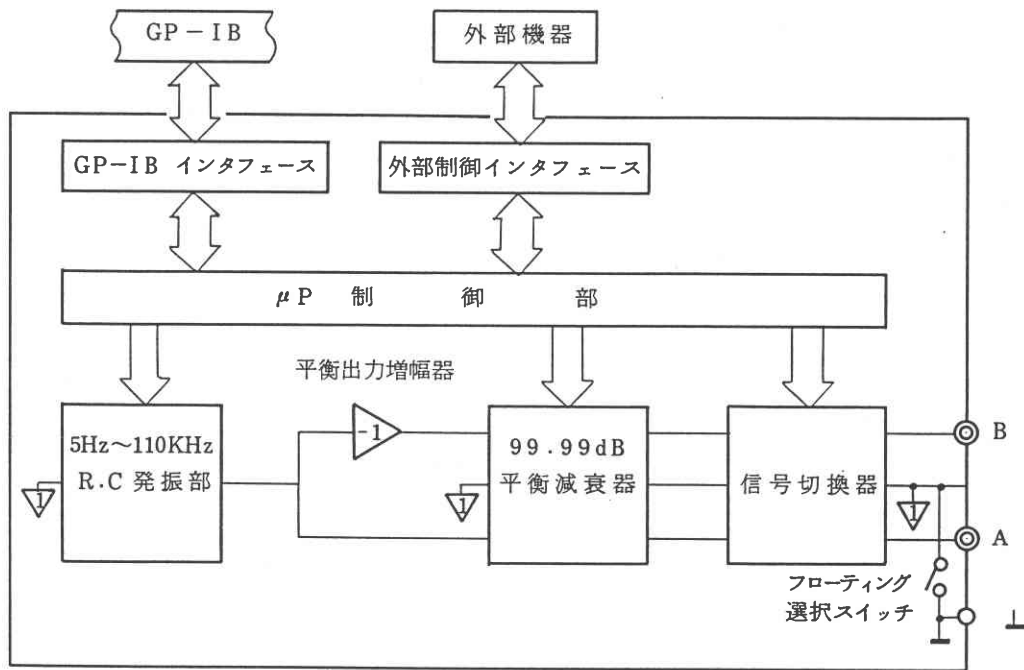 GP－IB
外部機器
GP－IB インタフェース
外部制御インタフェース
μP 制 御 部
平衡出力増幅器
5Hz〜110KHz
R.C 発振部
-1
99.99dB
平衡減衰器
信号切換器
1
1
1
B
A
フローティング
選択スイッチ